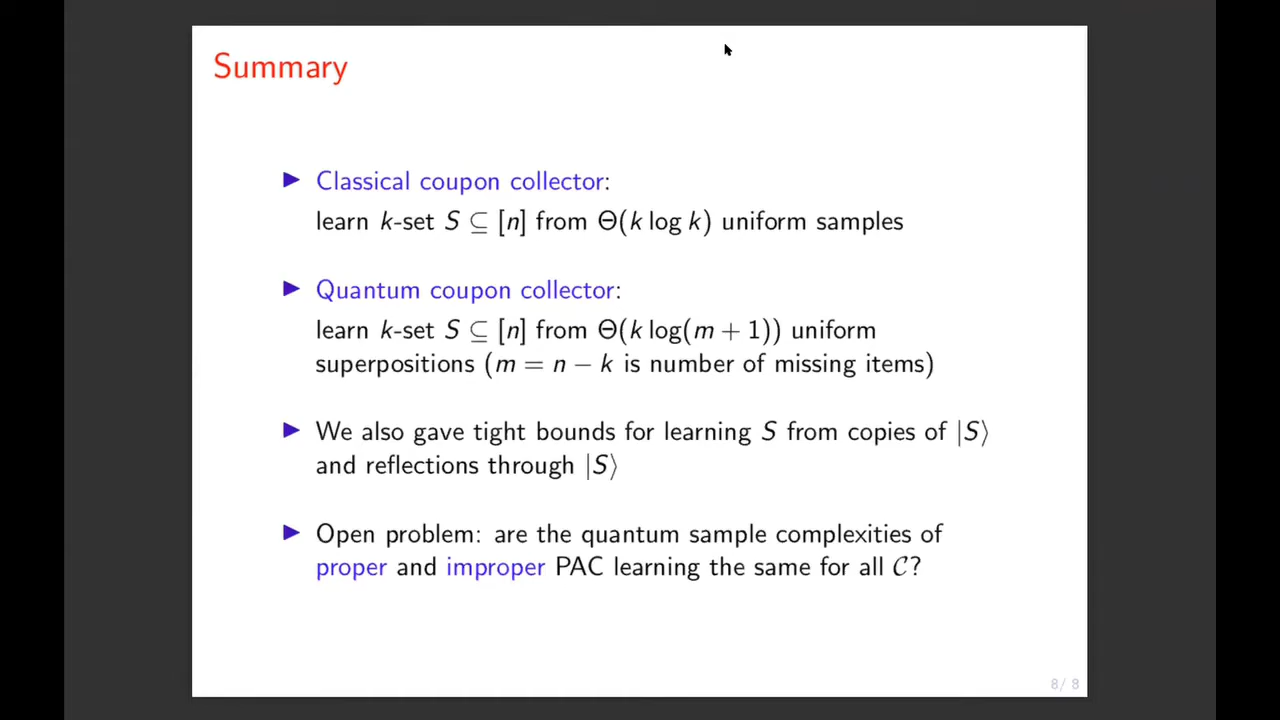 Summary
▶ Classical coupon collector:
learn k-set S ⊆ [n] from Θ(k log k) uniform samples
▶ Quantum coupon collector:
learn k-set S ⊆ [n] from Θ(k log(m + 1)) uniform
superpositions (m = n − k is number of missing items)
▶ We also gave tight bounds for learning S from copies of |S⟩
and reflections through |S⟩
▶ Open problem: are the quantum sample complexities of
proper and improper PAC learning the same for all 𝒞?
8/ 8